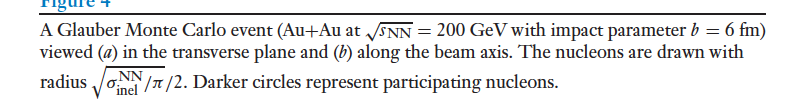 Figure 4
A Glauber Monte Carlo event (Au+Au at √sNN = 200 GeV with impact parameter b = 6 fm)
viewed (a) in the transverse plane and (b) along the beam axis. The nucleons are drawn with
radius √σ^NN_inel/π/2. Darker circles represent participating nucleons.